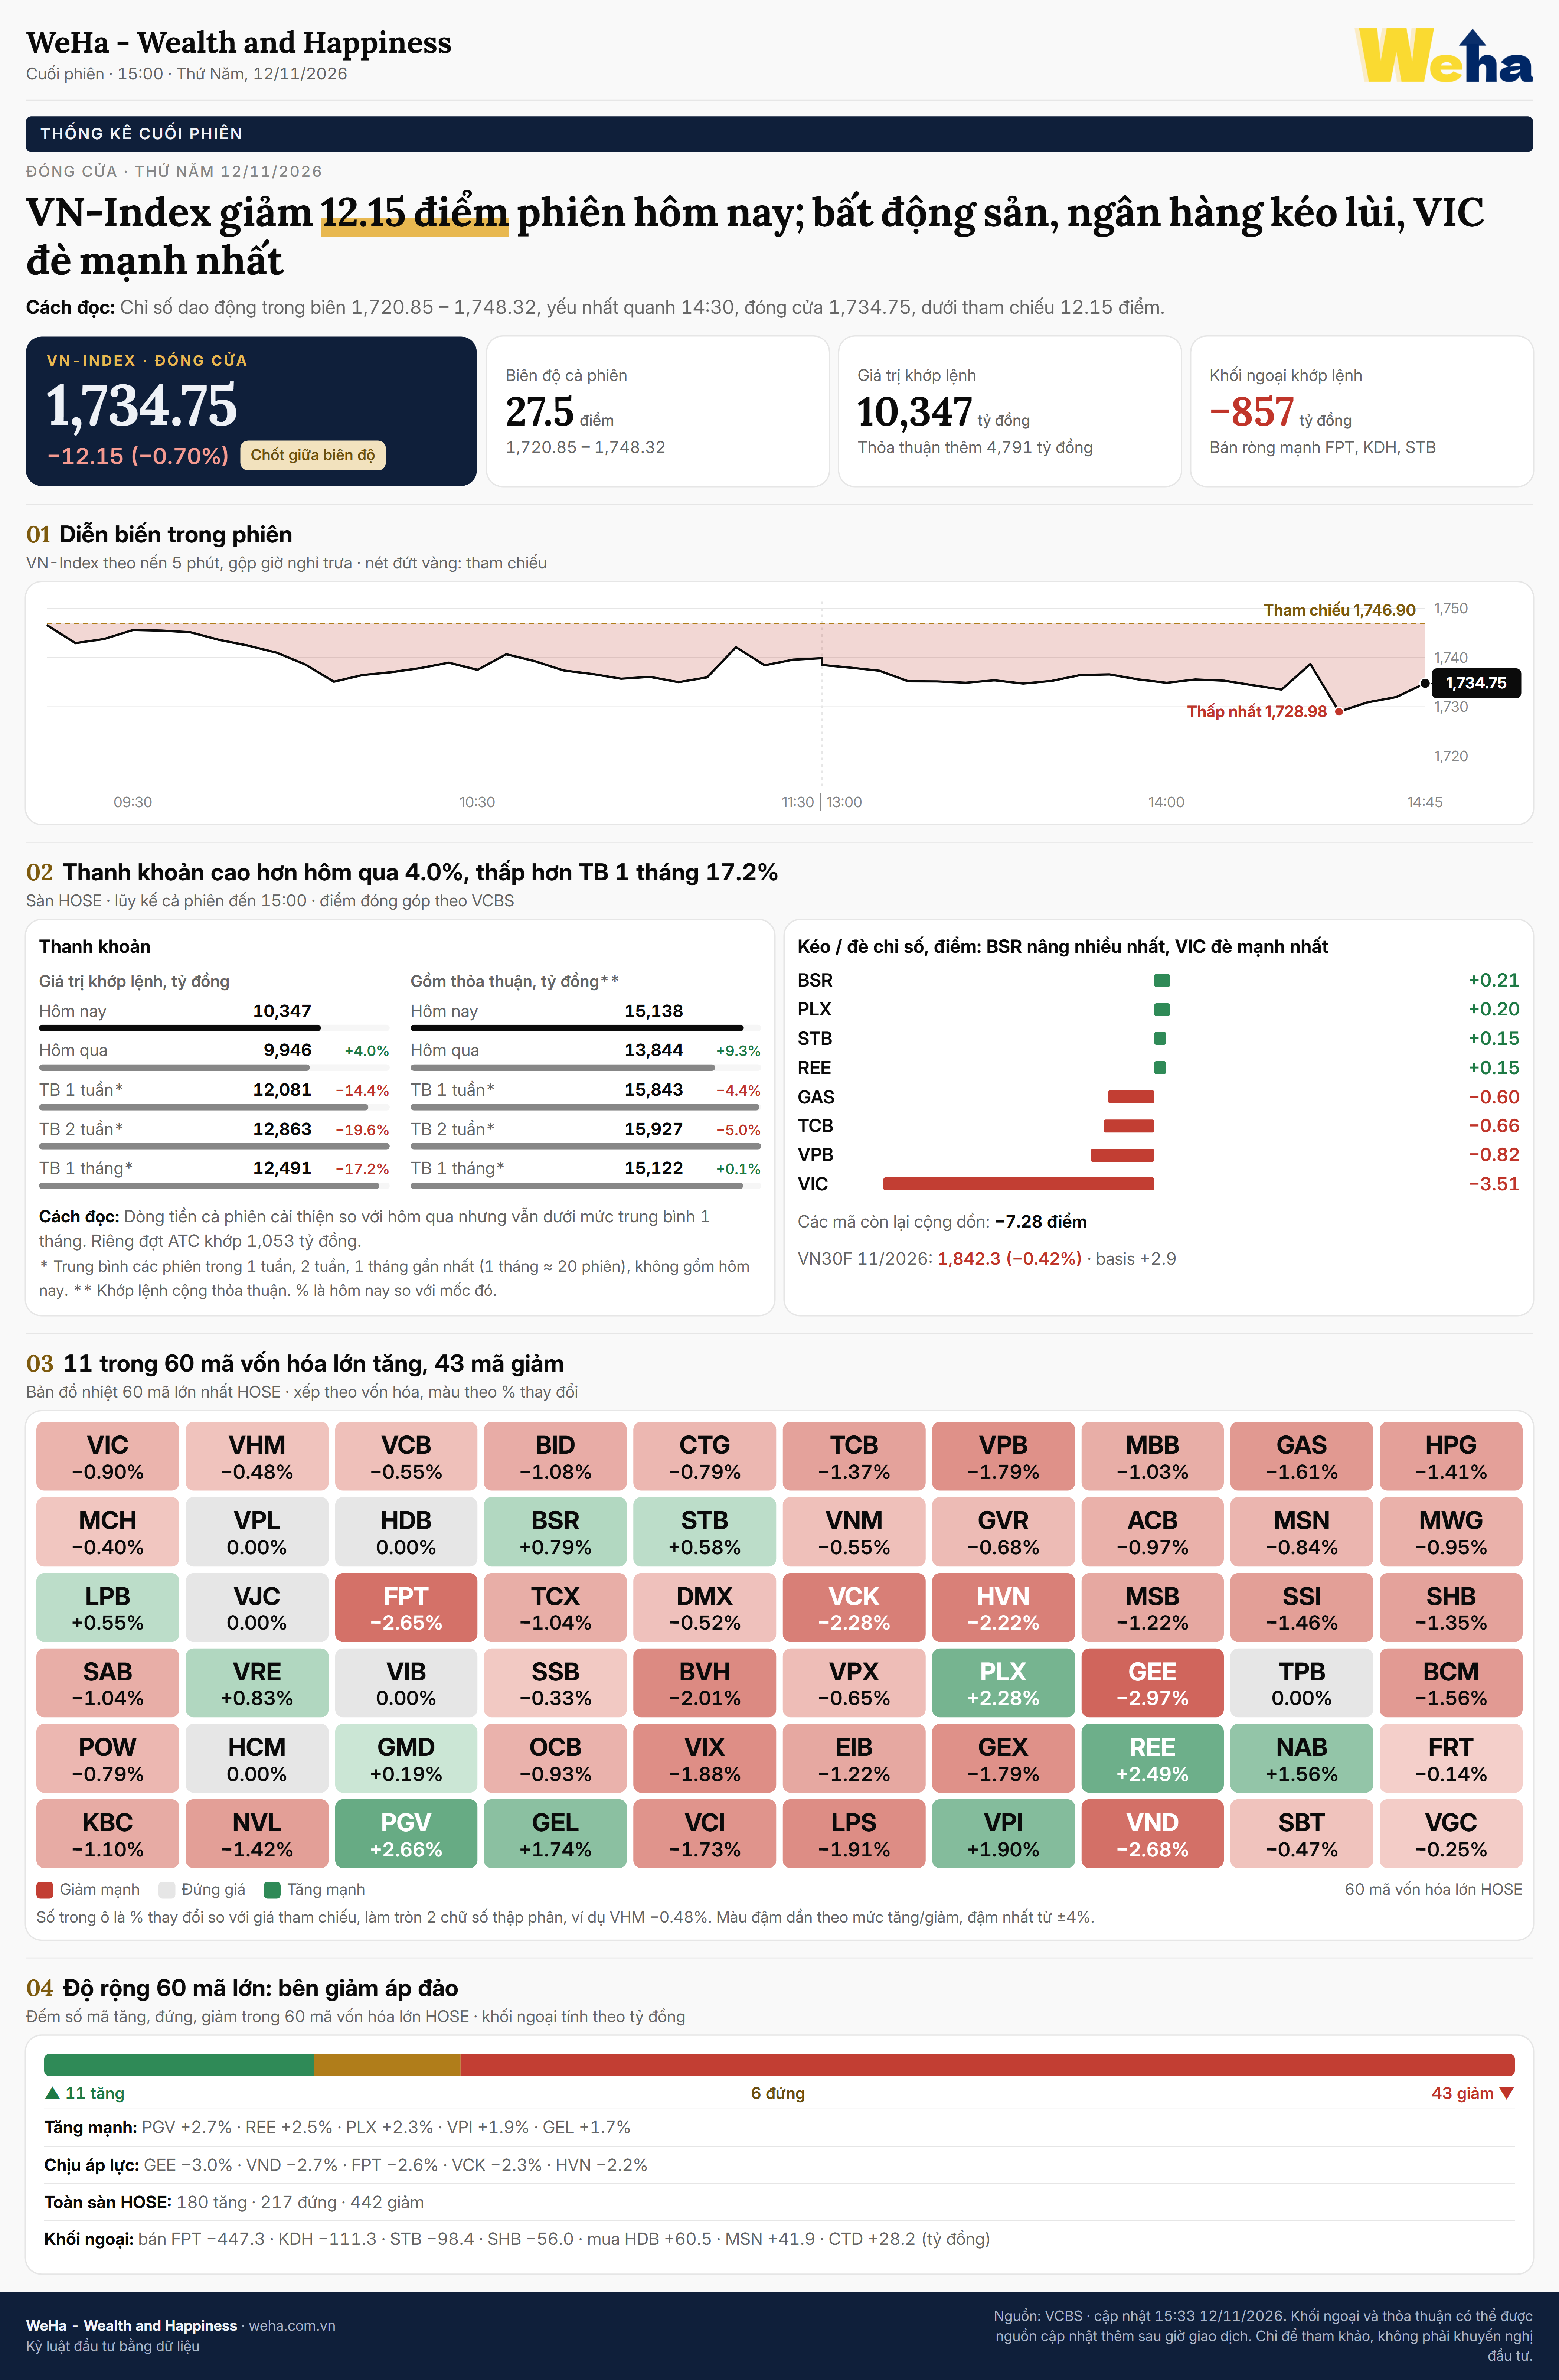 WeHa - Wealth and Happiness
Cuối phiên · 15:00 · Thứ Năm, 12/11/2026
Weha
THỐNG KÊ CUỐI PHIÊN
ĐÓNG CỬA · THỨ NĂM 12/11/2026
VN-Index giảm 12.15 điểm phiên hôm nay; bất động sản, ngân hàng kéo lùi, VIC
đè mạnh nhất
Cách đọc: Chỉ số dao động trong biên 1,720.85 – 1,748.32, yếu nhất quanh 14:30, đóng cửa 1,734.75, dưới tham chiếu 12.15 điểm.
VN-INDEX · ĐÓNG CỬA
1,734.75
−12.15 (−0.70%) Chốt giữa biên độ
Biên độ cả phiên
27.5 điểm
1,720.85 – 1,748.32
Giá trị khớp lệnh
10,347 tỷ đồng
Thỏa thuận thêm 4,791 tỷ đồng
Khối ngoại khớp lệnh
−857 tỷ đồng
Bán ròng mạnh FPT, KDH, STB
01 Diễn biến trong phiên
VN-Index theo nến 5 phút, gộp giờ nghỉ trưa · nét đứt vàng: tham chiếu
Tham chiếu 1,746.90
1,750
1,740
1,734.75
1,730
Thấp nhất 1,728.98
1,720
09:30 10:30 11:30 | 13:00 14:00 14:45
02 Thanh khoản cao hơn hôm qua 4.0%, thấp hơn TB 1 tháng 17.2%
Sàn HOSE · lũy kế cả phiên đến 15:00 · điểm đóng góp theo VCBS
Thanh khoản
Giá trị khớp lệnh, tỷ đồng
Hôm nay 10,347
Hôm qua 9,946 +4.0%
TB 1 tuần* 12,081 −14.4%
TB 2 tuần* 12,863 −19.6%
TB 1 tháng* 12,491 −17.2%
Gồm thỏa thuận, tỷ đồng**
Hôm nay 15,138
Hôm qua 13,844 +9.3%
TB 1 tuần* 15,843 −4.4%
TB 2 tuần* 15,927 −5.0%
TB 1 tháng* 15,122 +0.1%
Cách đọc: Dòng tiền cả phiên cải thiện so với hôm qua nhưng vẫn dưới mức trung bình 1
tháng. Riêng đợt ATC khớp 1,053 tỷ đồng.
* Trung bình các phiên trong 1 tuần, 2 tuần, 1 tháng gần nhất (1 tháng ≈ 20 phiên), không gồm hôm
nay. ** Khớp lệnh cộng thỏa thuận. % là hôm nay so với mốc đó.
Kéo / đè chỉ số, điểm: BSR nâng nhiều nhất, VIC đè mạnh nhất
BSR +0.21
PLX +0.20
STB +0.15
REE +0.15
GAS −0.60
TCB −0.66
VPB −0.82
VIC −3.51
Các mã còn lại cộng dồn: −7.28 điểm
VN30F 11/2026: 1,842.3 (−0.42%) · basis +2.9
03 11 trong 60 mã vốn hóa lớn tăng, 43 mã giảm
Bản đồ nhiệt 60 mã lớn nhất HOSE · xếp theo vốn hóa, màu theo % thay đổi
VIC VHM VCB BID CTG TCB VPB MBB GAS HPG
−0.90% −0.48% −0.55% −1.08% −0.79% −1.37% −1.79% −1.03% −1.61% −1.41%
MCH VPL HDB BSR STB VNM GVR ACB MSN MWG
−0.40% 0.00% 0.00% +0.79% +0.58% −0.55% −0.68% −0.97% −0.84% −0.95%
LPB VJC FPT TCX DMX VCK HVN MSB SSI SHB
+0.55% 0.00% −2.65% −1.04% −0.52% −2.28% −2.22% −1.22% −1.46% −1.35%
SAB VRE VIB SSB BVH VPX PLX GEE TPB BCM
−1.04% +0.83% 0.00% −0.33% −2.01% −0.65% +2.28% −2.97% 0.00% −1.56%
POW HCM GMD OCB VIX EIB GEX REE NAB FRT
−0.79% 0.00% +0.19% −0.93% −1.88% −1.22% −1.79% +2.49% +1.56% −0.14%
KBC NVL PGV GEL VCI LPS VPI VND SBT VGC
−1.10% −1.42% +2.66% +1.74% −1.73% −1.91% +1.90% −2.68% −0.47% −0.25%
Giảm mạnh Đứng giá Tăng mạnh 60 mã vốn hóa lớn HOSE
Số trong ô là % thay đổi so với giá tham chiếu, làm tròn 2 chữ số thập phân, ví dụ VHM −0.48%. Màu đậm dần theo mức tăng/giảm, đậm nhất từ ±4%.
04 Độ rộng 60 mã lớn: bên giảm áp đảo
Đếm số mã tăng, đứng, giảm trong 60 mã vốn hóa lớn HOSE · khối ngoại tính theo tỷ đồng
▲ 11 tăng 6 đứng 43 giảm ▼
Tăng mạnh: PGV +2.7% · REE +2.5% · PLX +2.3% · VPI +1.9% · GEL +1.7%
Chịu áp lực: GEE −3.0% · VND −2.7% · FPT −2.6% · VCK −2.3% · HVN −2.2%
Toàn sàn HOSE: 180 tăng · 217 đứng · 442 giảm
Khối ngoại: bán FPT −447.3 · KDH −111.3 · STB −98.4 · SHB −56.0 · mua HDB +60.5 · MSN +41.9 · CTD +28.2 (tỷ đồng)
WeHa - Wealth and Happiness · weha.com.vn
Kỷ luật đầu tư bằng dữ liệu
Nguồn: VCBS · cập nhật 15:33 12/11/2026. Khối ngoại và thỏa thuận có thể được
nguồn cập nhật thêm sau giờ giao dịch. Chỉ để tham khảo, không phải khuyến nghị
đầu tư.